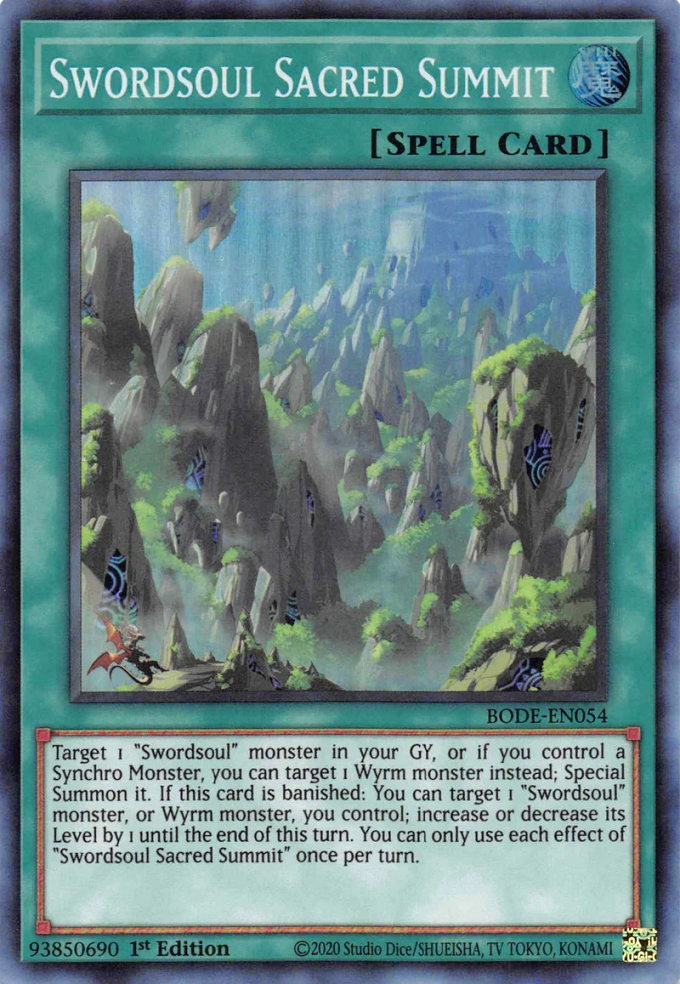 Swordsoul Sacred Summit
SPELL
魔
[Spell Card]
BODE-EN054
Target 1 "Swordsoul" monster in your GY, or if you control a
Synchro Monster, you can target 1 Wyrm monster instead; Special
Summon it. If this card is banished: You can target 1 "Swordsoul"
monster, or Wyrm monster, you control; increase or decrease its
Level by 1 until the end of this turn. You can only use each effect of
"Swordsoul Sacred Summit" once per turn.
93850690 1st Edition
©2020 Studio Dice/SHUEISHA, TV TOKYO, KONAMI